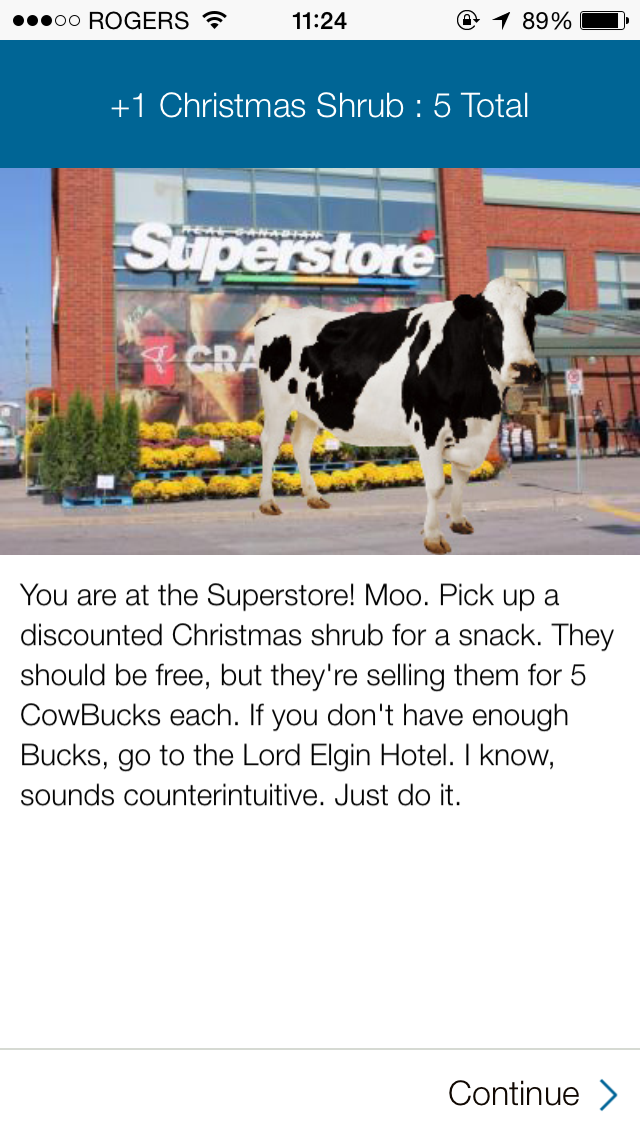 ROGERS 11:24 89%
+1 Christmas Shrub : 5 Total
REAL CANADIAN
Superstore
CRA
You are at the Superstore! Moo. Pick up a
discounted Christmas shrub for a snack. They
should be free, but they're selling them for 5
CowBucks each. If you don't have enough
Bucks, go to the Lord Elgin Hotel. I know,
sounds counterintuitive. Just do it.
Continue